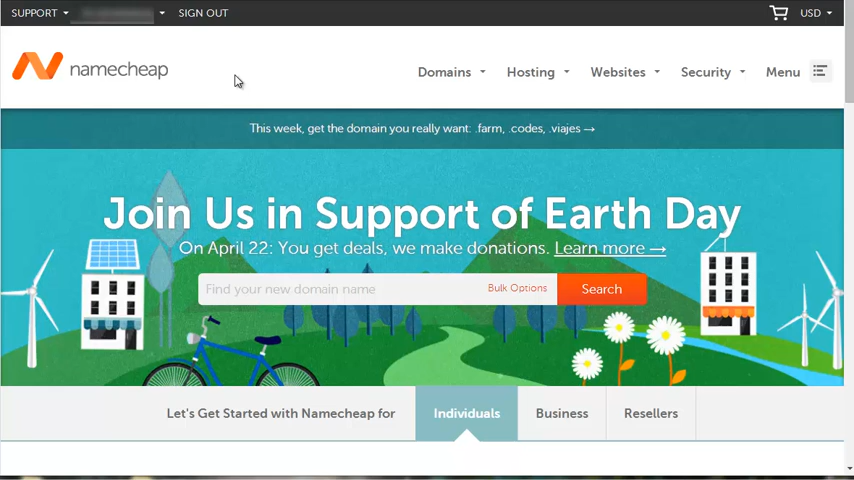 SUPPORT
SIGN OUT
USD
namecheap
Domains
Hosting
Websites
Security
Menu
This week, get the domain you really want: .farm, .codes, .viajes →
Join Us in Support of Earth Day
On April 22: You get deals, we make donations. Learn more →
Find your new domain name
Bulk Options
Search
Let's Get Started with Namecheap for
Individuals
Business
Resellers